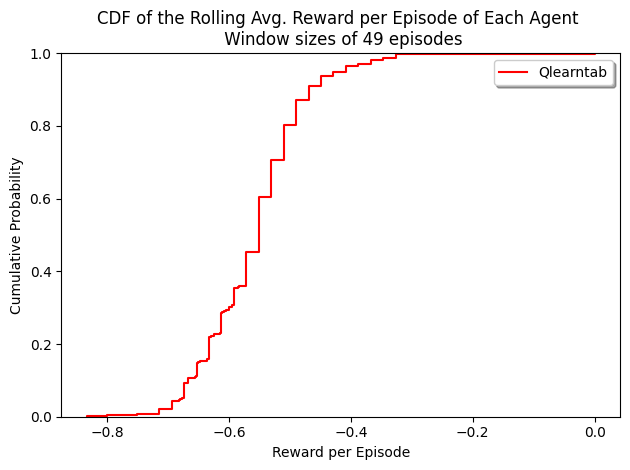 CDF of the Rolling Avg. Reward per Episode of Each Agent
Window sizes of 49 episodes
Qlearntab
Cumulative Probability
1.0
0.8
0.6
0.4
0.2
0.0
−0.8
−0.6
−0.4
−0.2
0.0
Reward per Episode